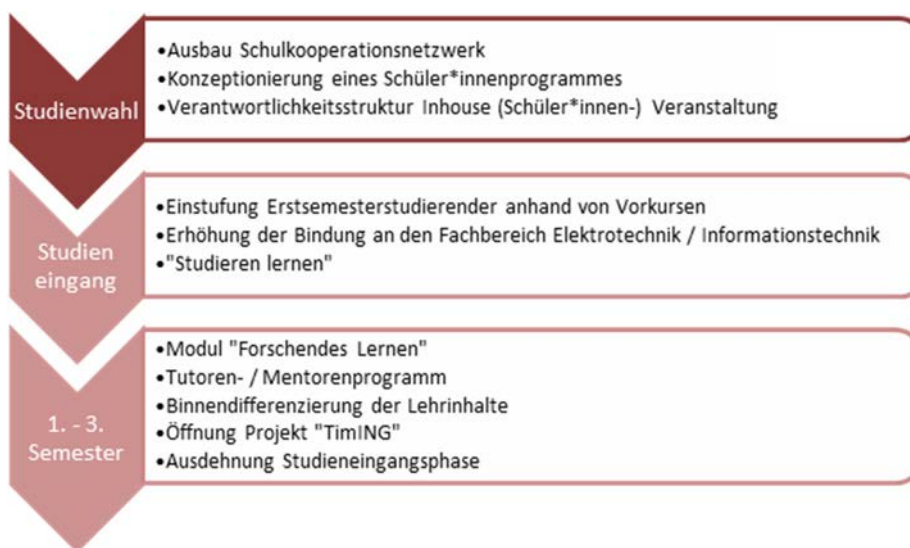 Studienwahl
•Ausbau Schulkooperationsnetzwerk
•Konzeptionierung eines Schüler*innenprogrammes
•Verantwortlichkeitsstruktur Inhouse (Schüler*innen-) Veranstaltung
Studien
eingang
•Einstufung Erstsemesterstudierender anhand von Vorkursen
•Erhöhung der Bindung an den Fachbereich Elektrotechnik / Informationstechnik
•"Studieren lernen"
1. - 3.
Semester
•Modul "Forschendes Lernen"
•Tutoren- / Mentorenprogramm
•Binnendifferenzierung der Lehrinhalte
•Öffnung Projekt "TimING"
•Ausdehnung Studieneingangsphase